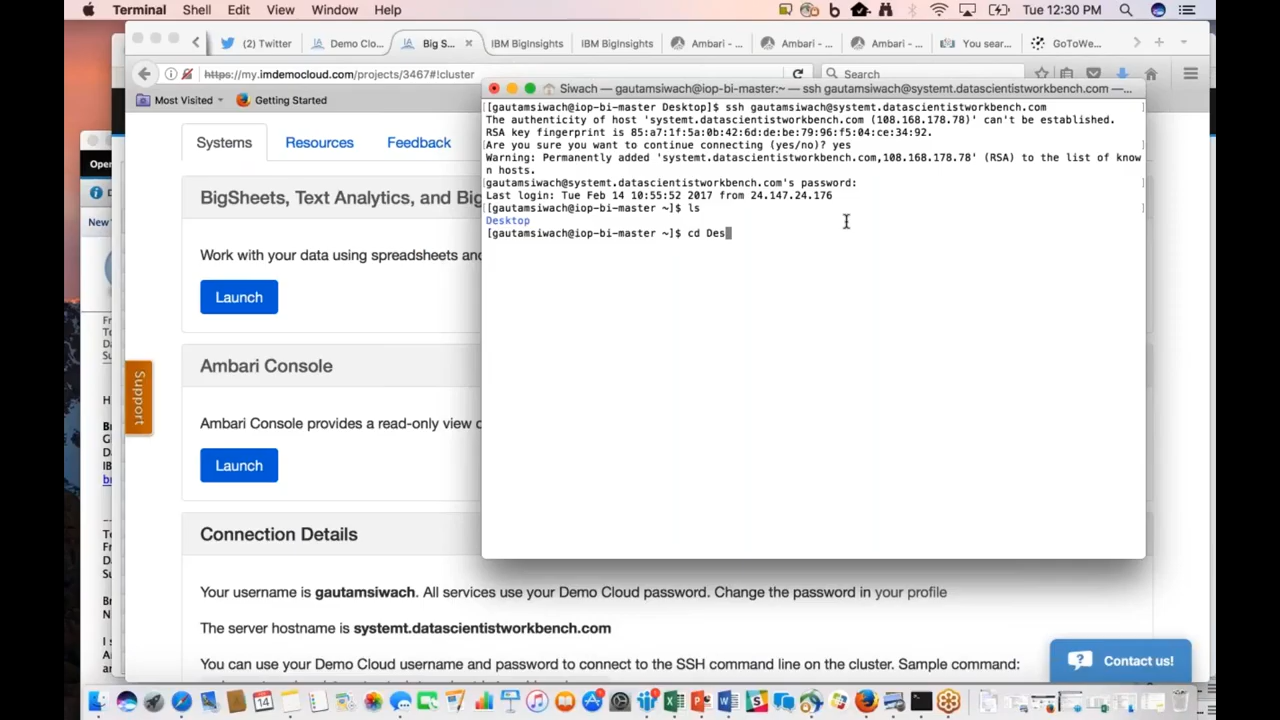 Terminal Shell Edit View Window Help
Tue 12:30 PM
(1) Twitter
Demo Clo...
Big S...
IBM BigInsights
IBM BigInsights
Ambari - ...
Ambari - ...
Ambari - ...
You sear...
GoToWe...
https://my.imdemocloud.com/projects/3467#!cluster
Search
Most Visited
Getting Started
Siwach — gautamsiwach@iop-bi-master:~ — ssh gautamsiwach@systemt.datascientistworkbench.com —...
[gautamsiwach@iop-bi-master Desktop]$ ssh gautamsiwach@systemt.datascientistworkbench.com
The authenticity of host 'systemt.datascientistworkbench.com (108.168.178.78)' can't be established.
RSA key fingerprint is 85:a7:1f:5a:0b:42:6d:de:be:79:96:f5:04:ce:34:92.
Are you sure you want to continue connecting (yes/no)? yes
Warning: Permanently added 'systemt.datascientistworkbench.com,108.168.178.78' (RSA) to the list of know
n hosts.
gautamsiwach@systemt.datascientistworkbench.com's password:
Last login: Tue Feb 14 10:55:52 2017 from 24.147.24.176
[gautamsiwach@iop-bi-master ~]$ ls
Desktop
[gautamsiwach@iop-bi-master ~]$ cd Des
Systems
Resources
Feedback
BigSheets, Text Analytics, and Big
Work with your data using spreadsheets and
Launch
Ambari Console
Ambari Console provides a read-only view
Launch
Support
Connection Details
Your username is gautamsiwach. All services use your Demo Cloud password. Change the password in your profile
The server hostname is systemt.datascientistworkbench.com
You can use your Demo Cloud username and password to connect to the SSH command line on the cluster. Sample command:
Contact us!
Open
New
14